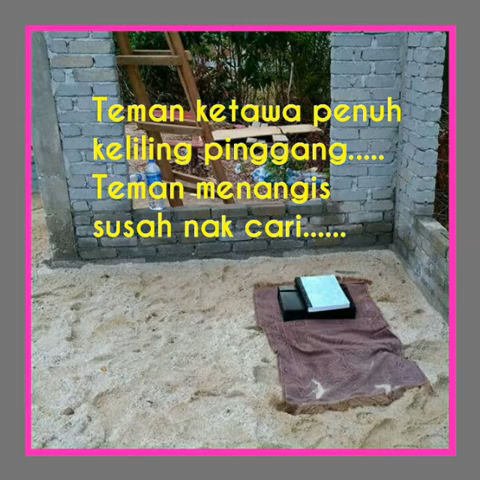 Teman ketawa penuh
keliling pinggang.....
Teman menangis
susah nak cari......